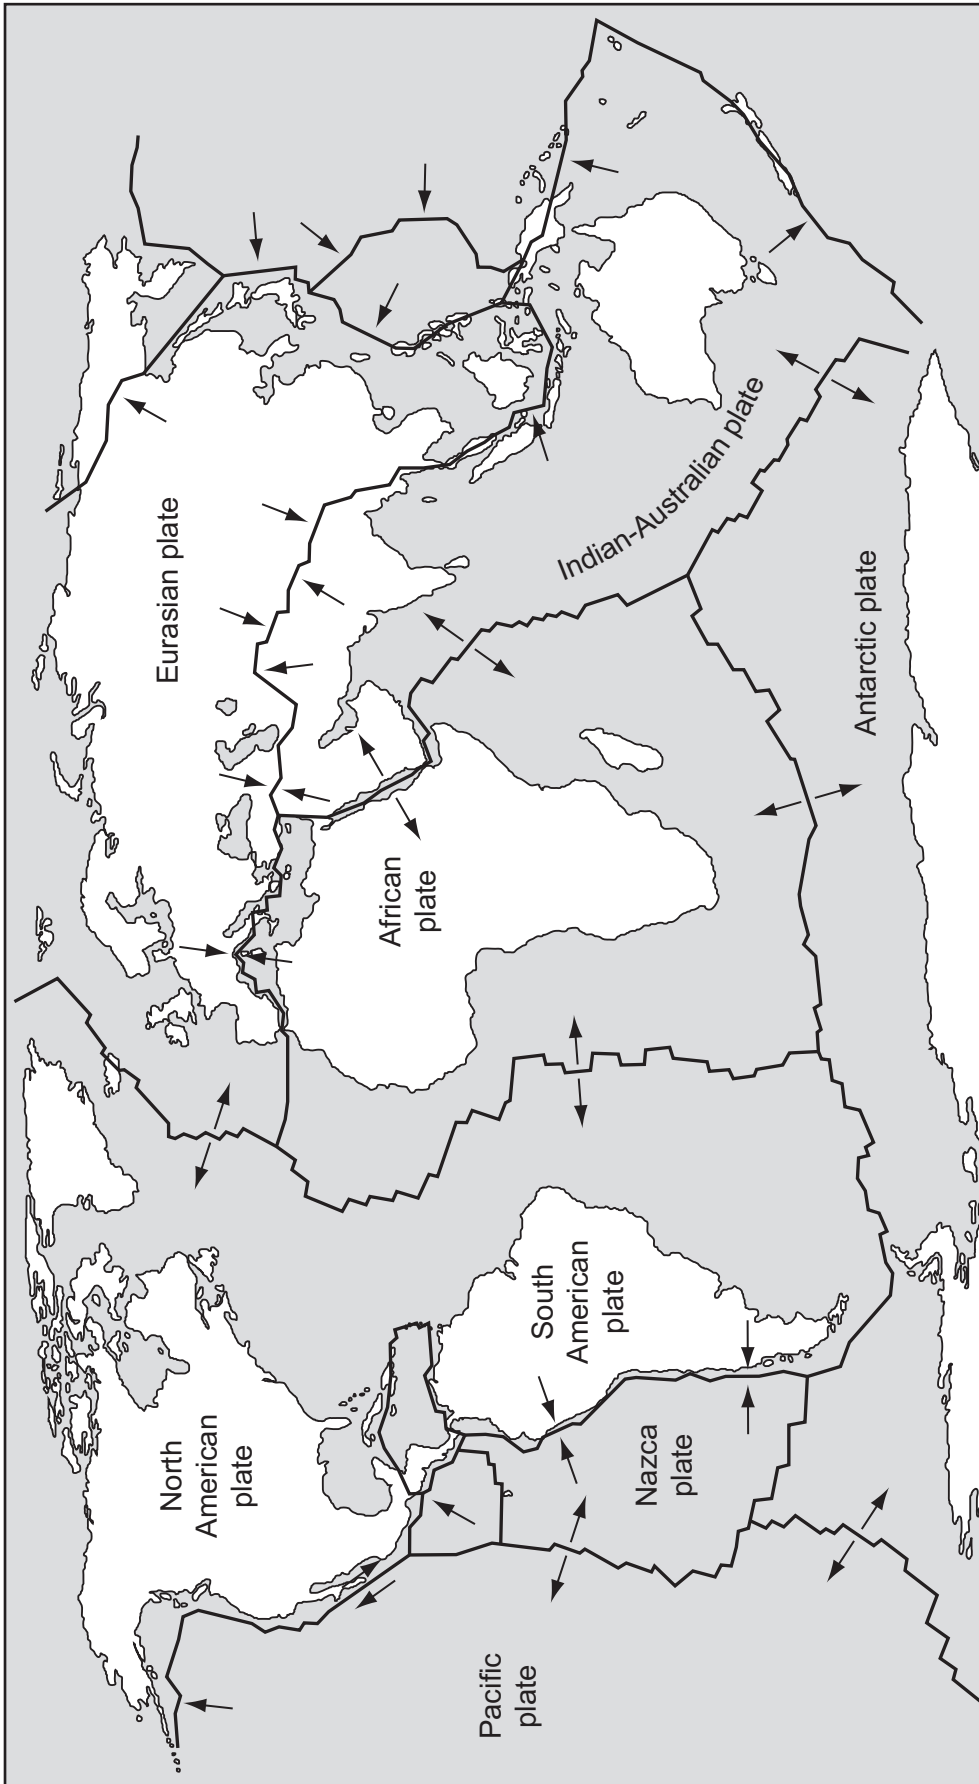 North
American
plate
Eurasian plate
African
plate
Pacific
plate
Nazca
plate
South
American
plate
Indian-Australian plate
Antarctic plate